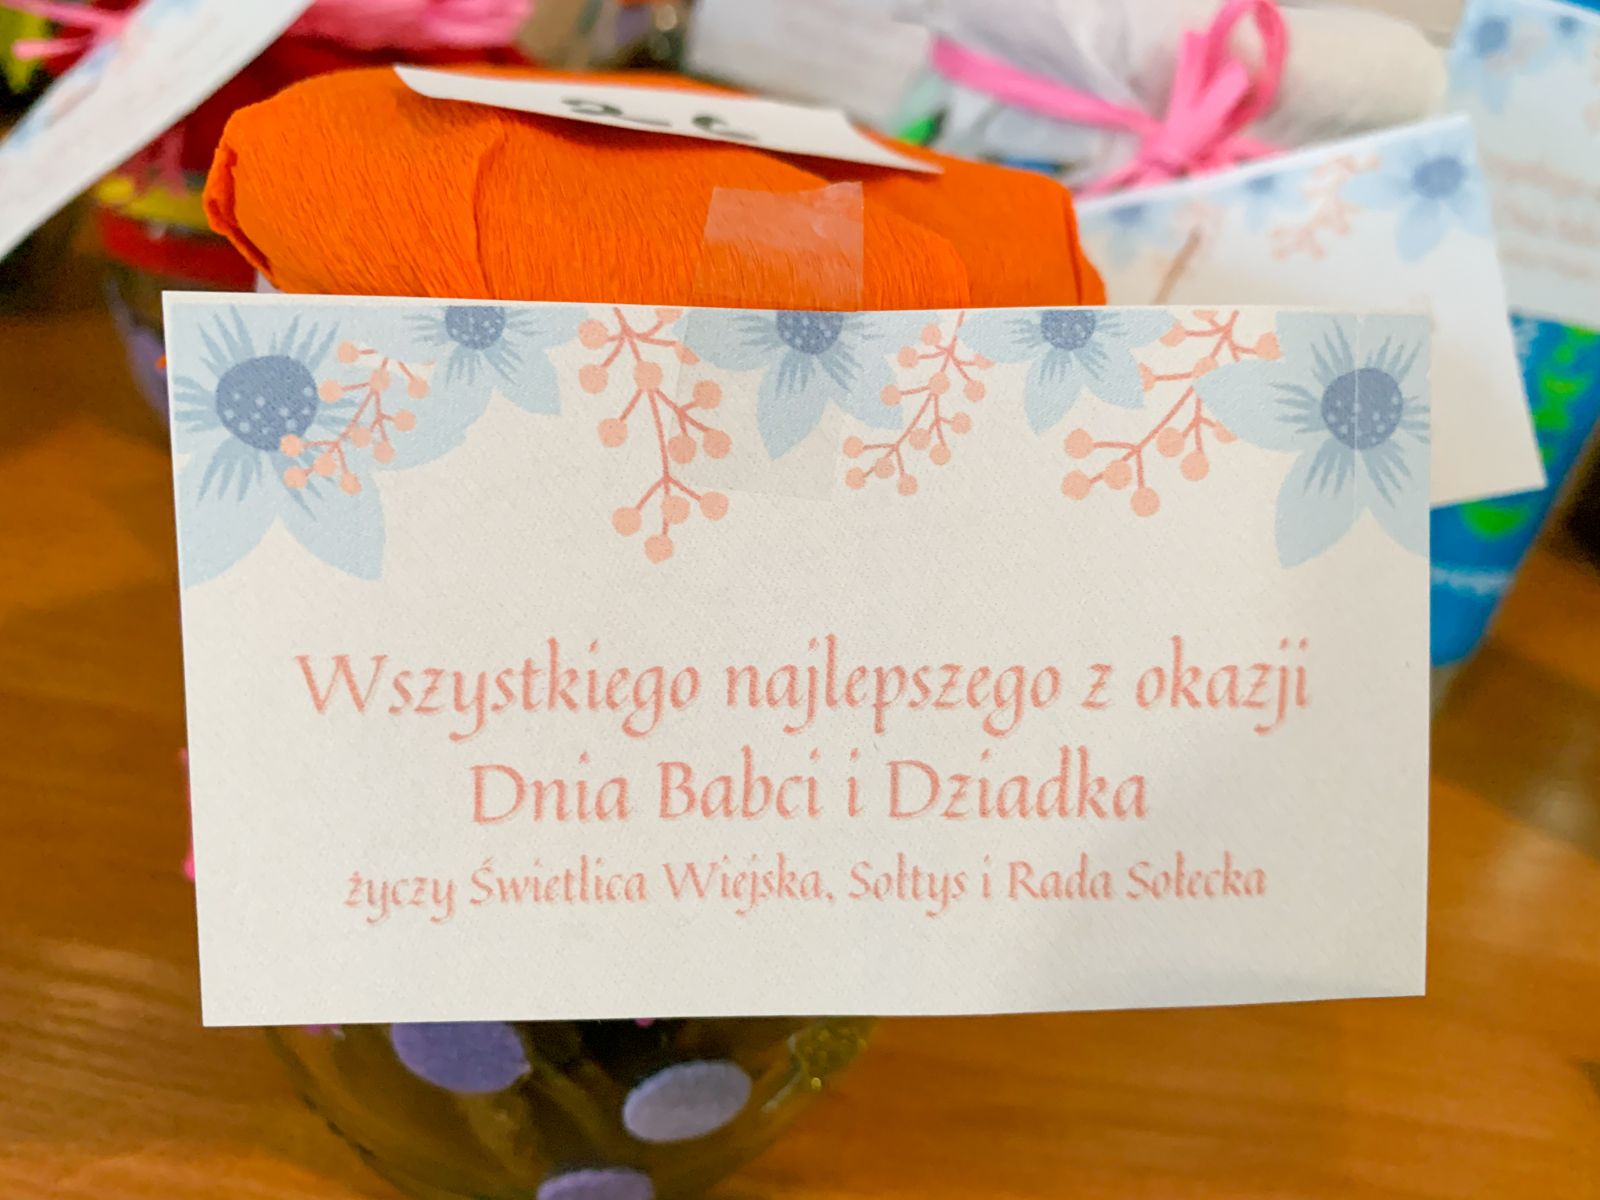 Wszystkiego najlepszego z okazji
Dnia Babci i Dziadka
życzy Świetlica Wiejska, Sołtys i Rada Sołecka